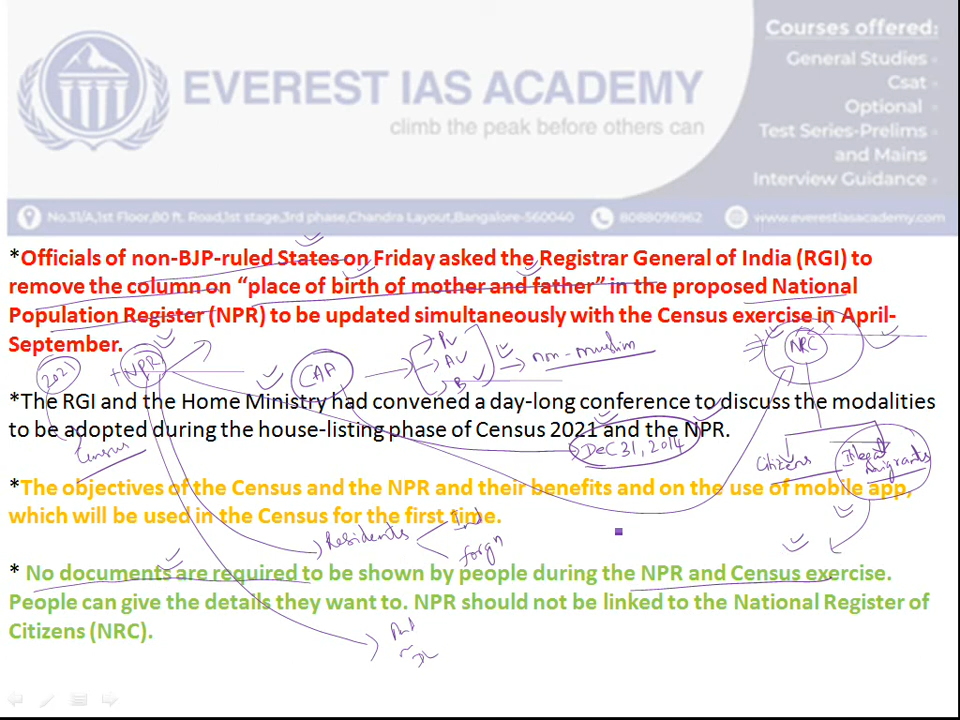 Courses offered:
General Studies
Csat
Optional
Test Series-Prelims
and Mains
Interview Guidance
EVEREST IAS ACADEMY
climb the peak before others can
No.31/A,1st Floor,80 ft. Road,1st stage,3rd phase,Chandra Layout,Bangalore-560040 8088096962 www.everestiasacademy.com
*Officials of non-BJP-ruled States on Friday asked the Registrar General of India (RGI) to
remove the column on “place of birth of mother and father” in the proposed National
Population Register (NPR) to be updated simultaneously with the Census exercise in April-
September.
2021 NPR CAA P A B non-muslim NRC
*The RGI and the Home Ministry had convened a day-long conference to discuss the modalities
to be adopted during the house-listing phase of Census 2021 and the NPR.
Census DEC 31, 2014 Citizens Illegal migrants
*The objectives of the Census and the NPR and their benefits and on the use of mobile app,
which will be used in the Census for the first time.
Residents Ind forgn
* No documents are required to be shown by people during the NPR and Census exercise.
People can give the details they want to. NPR should not be linked to the National Register of
Citizens (NRC).